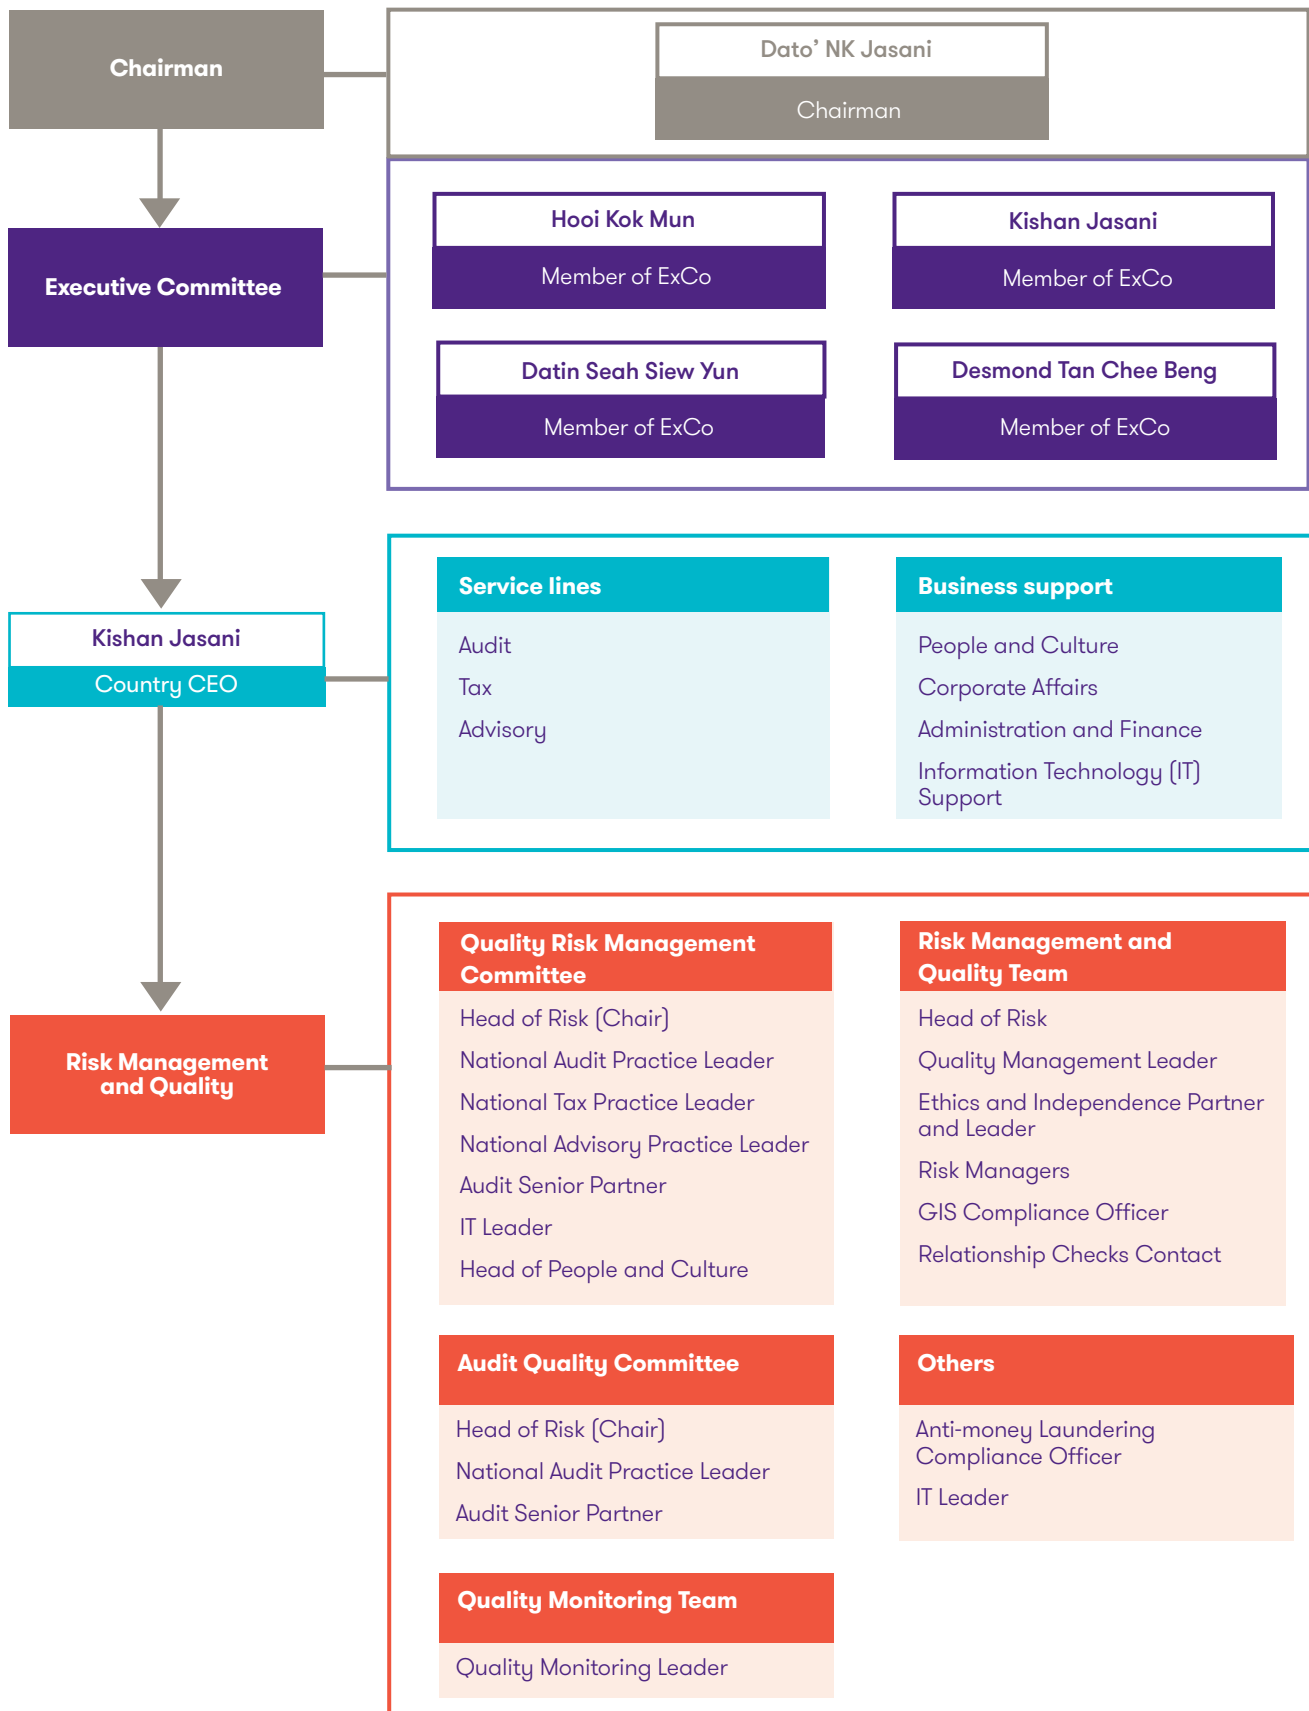 Chairman
Dato' NK Jasani
Chairman
Executive Committee
Hooi Kok Mun
Member of ExCo
Kishan Jasani
Member of ExCo
Datin Seah Siew Yun
Member of ExCo
Desmond Tan Chee Beng
Member of ExCo
Kishan Jasani
Country CEO
Service lines
Audit
Tax
Advisory
Business support
People and Culture
Corporate Affairs
Administration and Finance
Information Technology (IT)
Support
Risk Management
and Quality
Quality Risk Management
Committee
Head of Risk (Chair)
National Audit Practice Leader
National Tax Practice Leader
National Advisory Practice Leader
Audit Senior Partner
IT Leader
Head of People and Culture
Risk Management and
Quality Team
Head of Risk
Quality Management Leader
Ethics and Independence Partner
and Leader
Risk Managers
GIS Compliance Officer
Relationship Checks Contact
Audit Quality Committee
Head of Risk (Chair)
National Audit Practice Leader
Audit Senior Partner
Others
Anti-money Laundering
Compliance Officer
IT Leader
Quality Monitoring Team
Quality Monitoring Leader